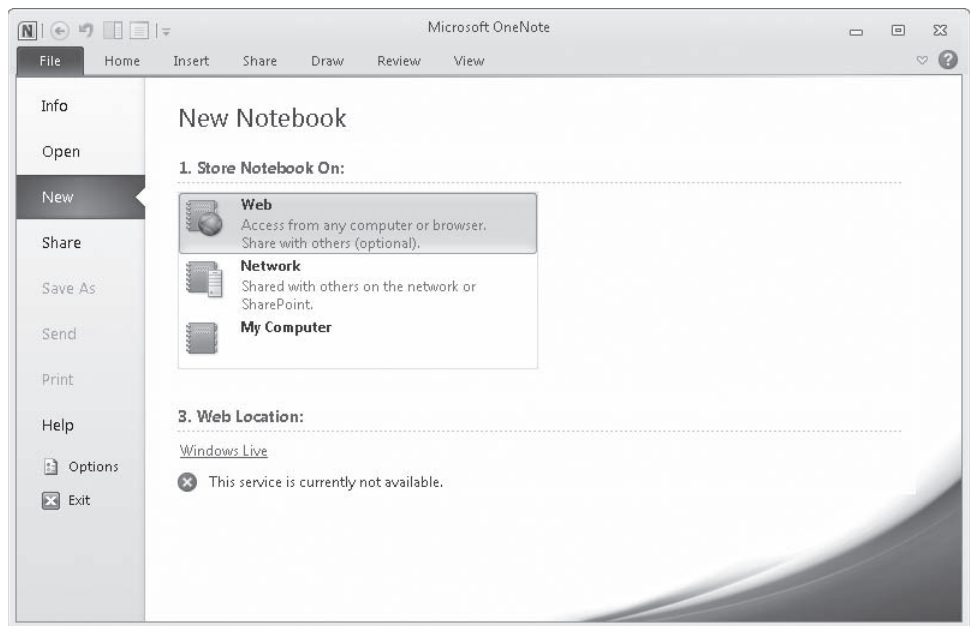 N
Microsoft OneNote
File Home Insert Share Draw Review View ?
Info
Open
New
Share
Save As
Send
Print
Help
Options
Exit
New Notebook
1. Store Notebook On:
Web
Access from any computer or browser.
Share with others (optional).
Network
Shared with others on the network or
SharePoint.
My Computer
3. Web Location:
Windows Live
This service is currently not available.